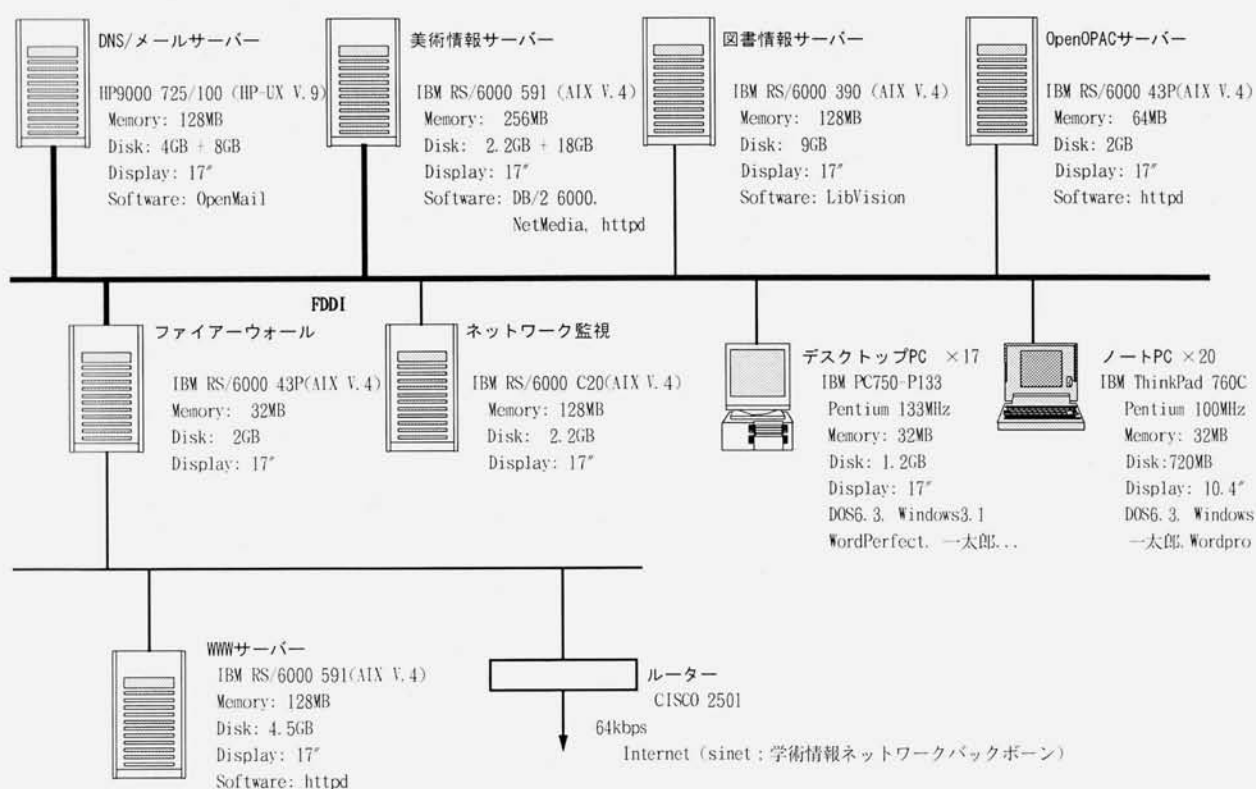 DNS/メールサーバー
HP9000 725/100 (HP-UX V.9)
Memory: 128MB
Disk: 4GB + 8GB
Display: 17″
Software: OpenMail
美術情報サーバー
IBM RS/6000 591 (AIX V.4)
Memory: 256MB
Disk: 2.2GB + 18GB
Display: 17″
Software: DB/2 6000.
NetMedia, httpd
図書情報サーバー
IBM RS/6000 390 (AIX V.4)
Memory: 128MB
Disk: 9GB
Display: 17″
Software: LibVision
OpenOPACサーバー
IBM RS/6000 43P(AIX V.4)
Memory: 64MB
Disk: 2GB
Display: 17″
Software: httpd
FDDI
ファイアーウォール
IBM RS/6000 43P(AIX V.4)
Memory: 32MB
Disk: 2GB
Display: 17″
ネットワーク監視
IBM RS/6000 C20(AIX V.4)
Memory: 128MB
Disk: 2.2GB
Display: 17″
デスクトップPC ×17
IBM PC750-P133
Pentium 133MHz
Memory: 32MB
Disk: 1.2GB
Display: 17″
DOS6.3. Windows3.1
WordPerfect. 一太郎...
ノートPC ×20
IBM ThinkPad 760C
Pentium 100MHz
Memory: 32MB
Disk:720MB
Display: 10.4″
DOS6.3. Windows
一太郎.Wordpro
WWWサーバー
IBM RS/6000 591(AIX V.4)
Memory: 128MB
Disk: 4.5GB
Display: 17″
Software: httpd
ルーター
CISCO 2501
64kbps
Internet (sinet：学術情報ネットワークバックボーン)